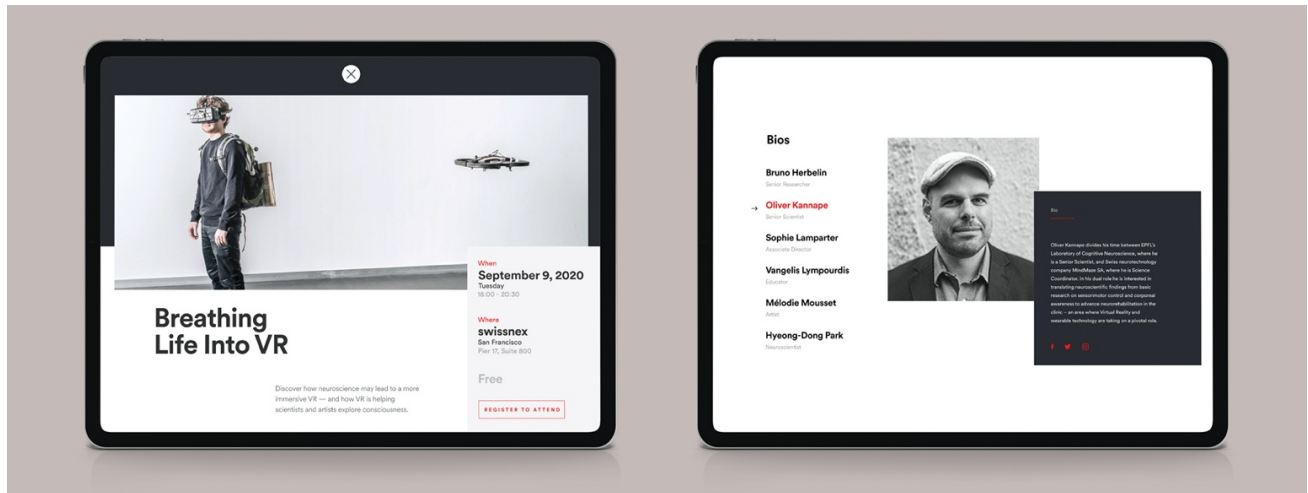 Breathing
Life Into VR
Discover how neuroscience may lead to a more
immersive VR — and how VR is helping
scientists and artists explore consciousness.
When
September 9, 2020
Tuesday
18:00 - 20:30
Where
swissnex
San Francisco
Pier 17, Suite 800
Free
REGISTER TO ATTEND
Bios
Bruno Herbelin
Senior Researcher
Oliver Kannape
Senior Scientist
Sophie Lamparter
Associate Director
Vangelis Lympourdis
Educator
Mélodie Mousset
Artist
Hyeong-Dong Park
Neuroscientist
Bio
Oliver Kannape divides his time between EPFL's
Laboratory of Cognitive Neuroscience, where he
is a Senior Scientist, and Swiss neurotechnology
company MindMaze SA, where he is Science
Coordinator. In his dual role he is interested in
translating neuroscientific findings from basic
research on sensorimotor control and corporeal
awareness to advance neurorehabilitation in the
clinic – an area where Virtual Reality and
wearable technology are taking on a pivotal role.